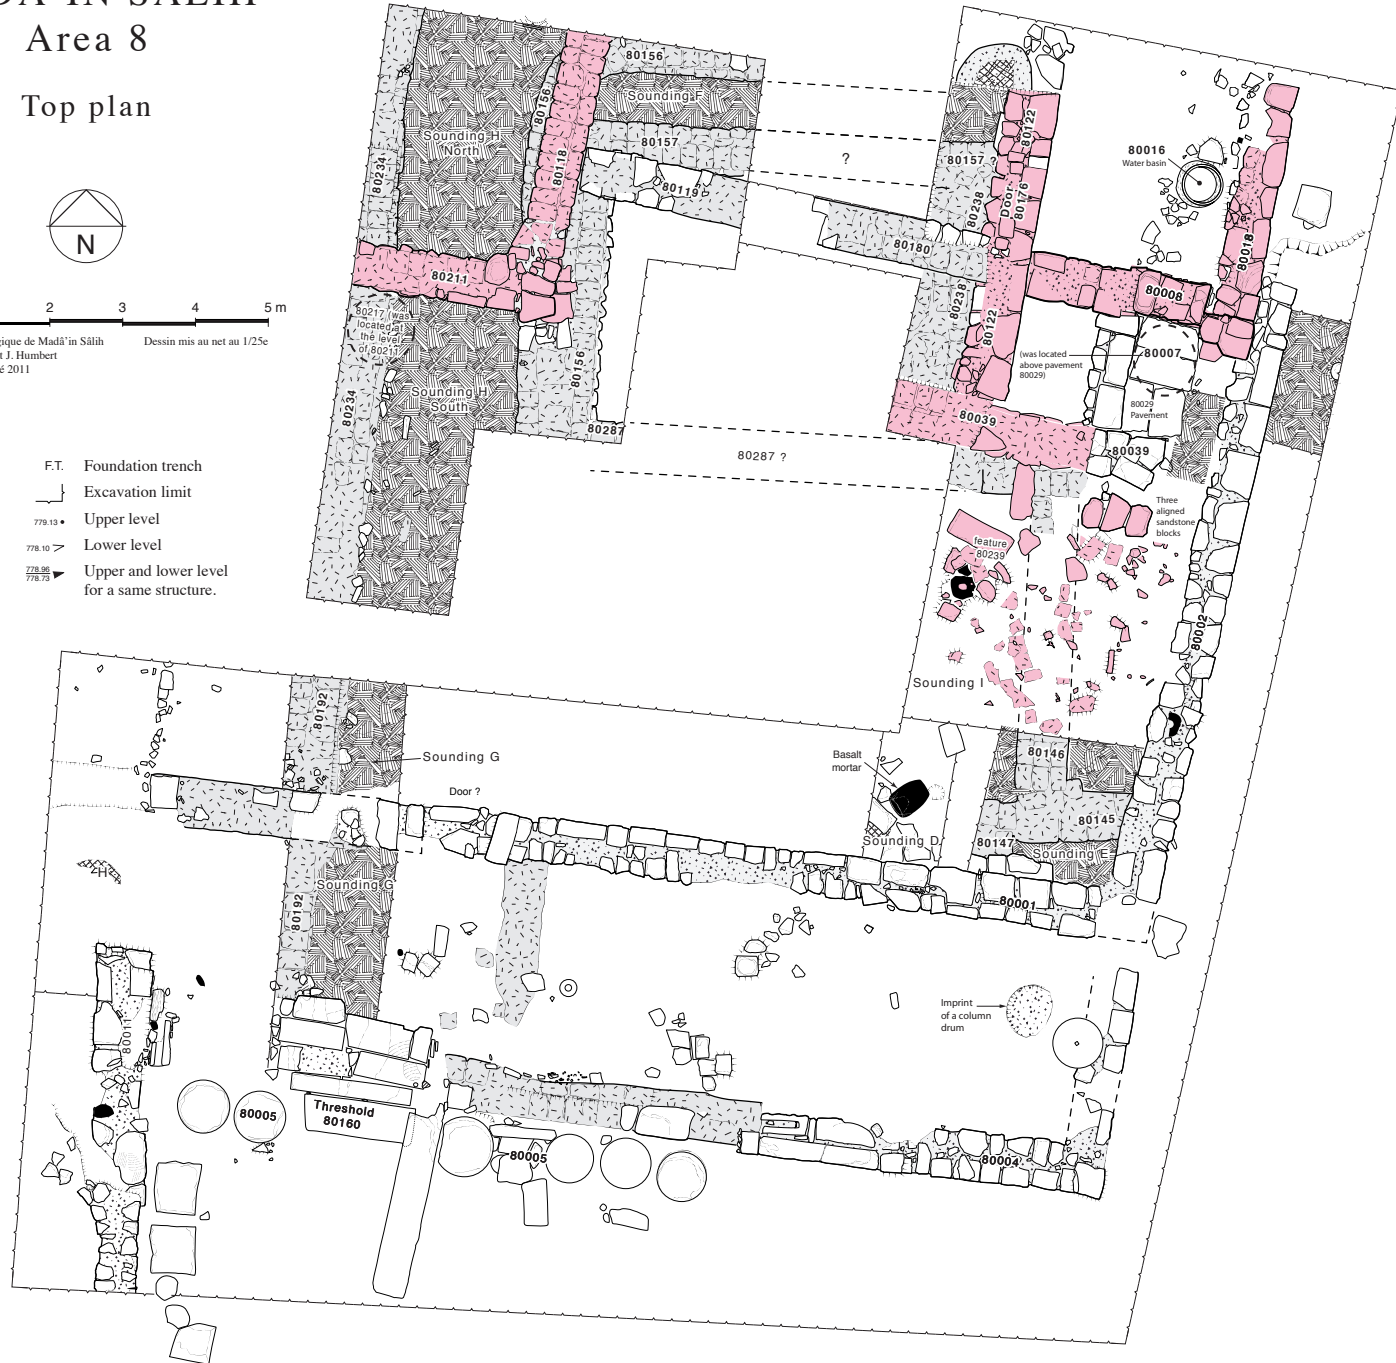 IN SALIH
Area 8
Top plan
N
2 3 4 5 m
gique de Madâ'in Sâlih
t J. Humbert
é 2011
Dessin mis au net au 1/25e
F.T. Foundation trench
Excavation limit
779.13 Upper level
778.10 Lower level
778.96
778.73
Upper and lower level
for a same structure.
80156
Sounding F
80157
80119
80156
80118
Sounding H
North
80234
80211
80217 (was
located at
the level
of 80211)
Sounding H
South
80234
80156
80287
80287 ?
?
80157 ?
80122
Door
80176
80238
80180
80238
80122
80016
Water basin
80018
80008
80007
(was located
above pavement
80029)
80029
Pavement
80039
80039
Three
aligned
sandstone
blocks
feature
80239
80002
Sounding I
80146
80145
80147
Sounding E
Basalt
mortar
Sounding D
80001
80192
Sounding G
Door ?
Sounding G
80192
H
80011
80005
Threshold
80160
80005
80004
Imprint
of a column
drum